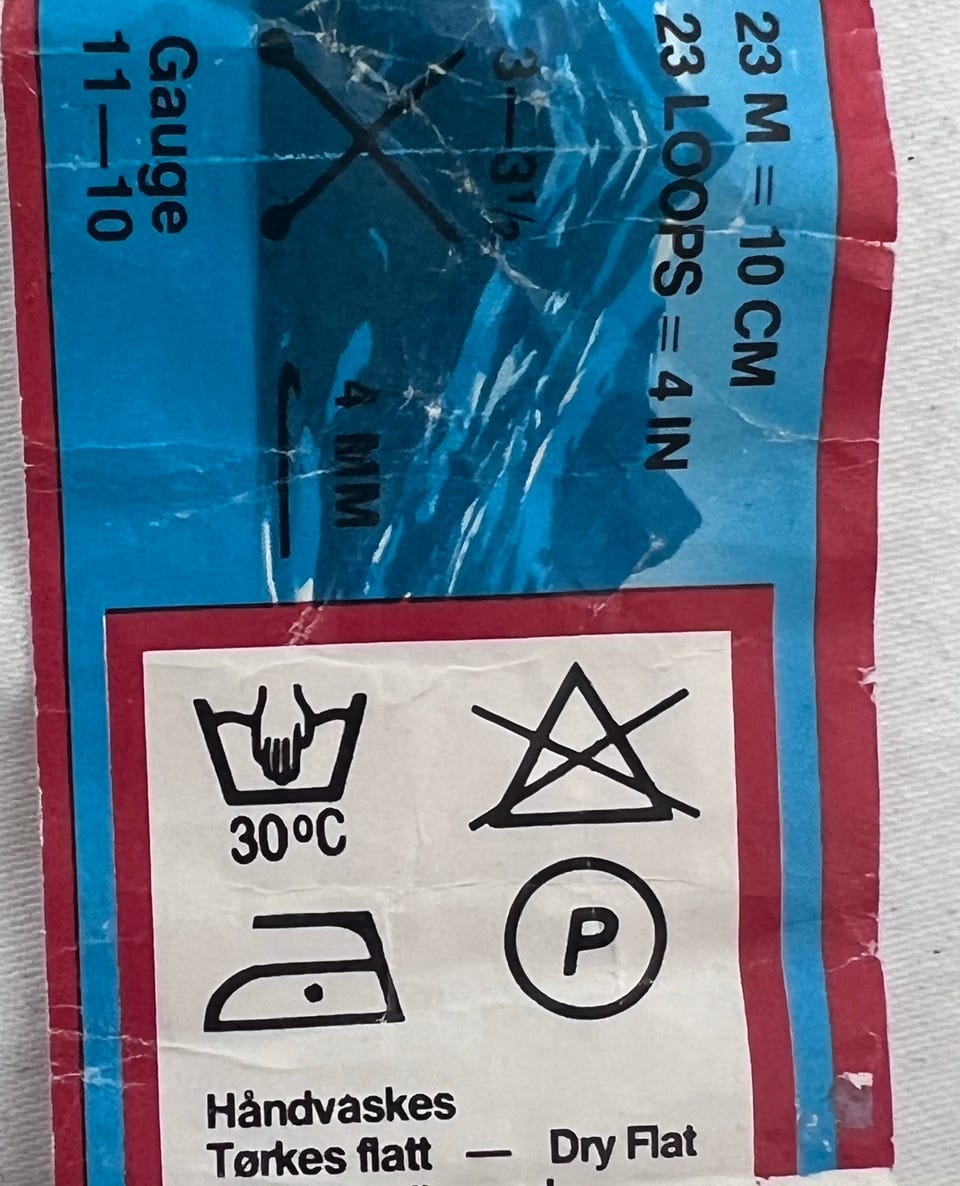 23 M = 10 CM
23 LOOPS = 4 IN
3—3½
4 MM
Gauge
11—10
30°C
P
Håndvaskes
Tørkes flatt — Dry Flat